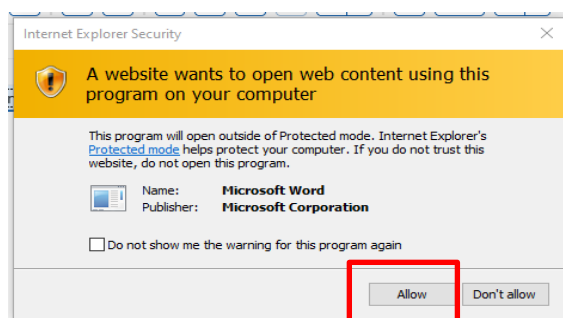 Internet Explorer Security
A website wants to open web content using this
program on your computer
This program will open outside of Protected mode. Internet Explorer's
Protected mode helps protect your computer. If you do not trust this
website, do not open this program.
Name: Microsoft Word
Publisher: Microsoft Corporation
Do not show me the warning for this program again
Allow Don't allow